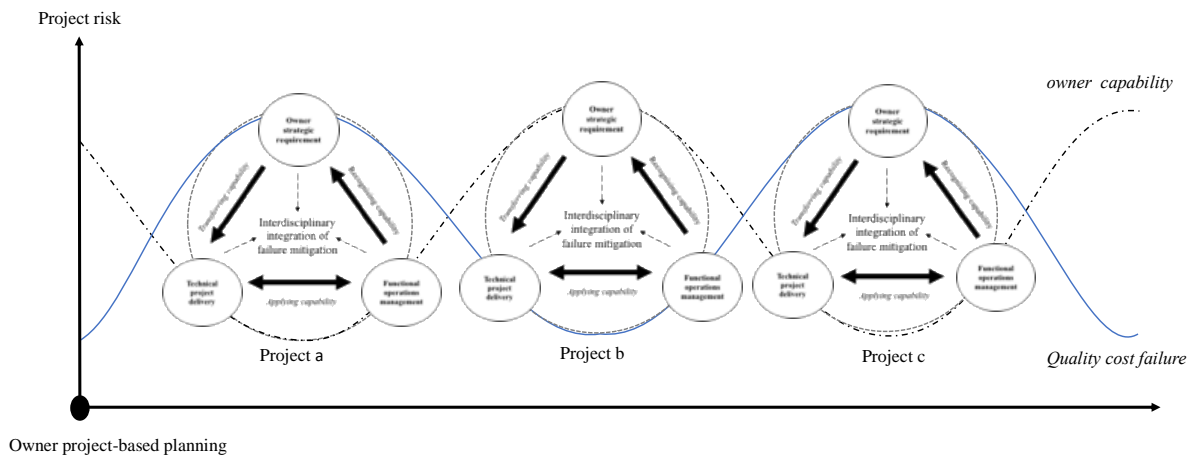 Project risk
owner capability
Owner
strategic
requirement
Transferring capability
Recognising capability
Interdisciplinary
integration of
failure mitigation
Technical
project
delivery
Applying capability
Functional
operations
management
Project a
Owner
strategic
requirement
Transferring capability
Recognising capability
Interdisciplinary
integration of
failure mitigation
Technical
project
delivery
Applying capability
Functional
operations
management
Project b
Owner
strategic
requirement
Transferring capability
Recognising capability
Interdisciplinary
integration of
failure mitigation
Technical
project
delivery
Applying capability
Functional
operations
management
Project c
Quality cost failure
Owner project-based planning